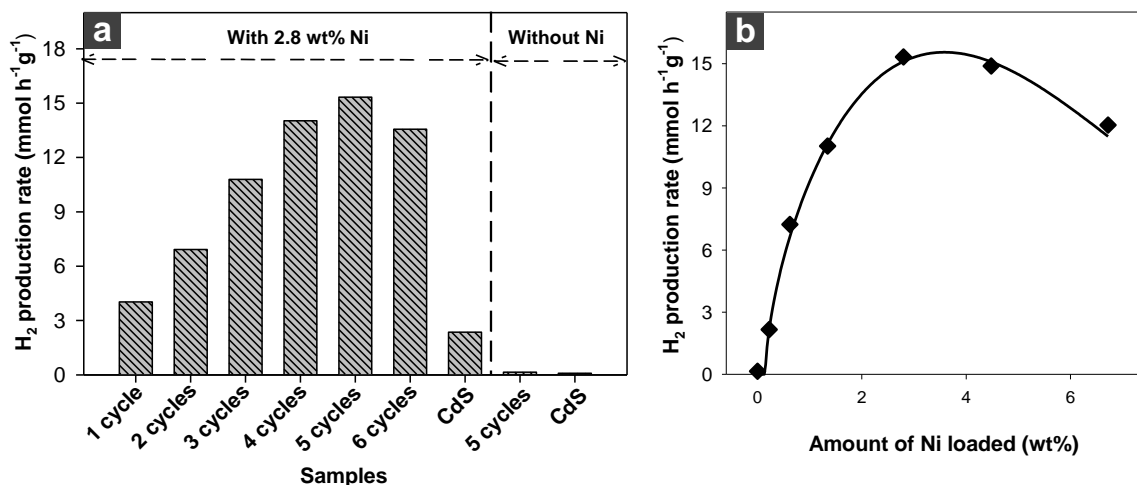 a
With 2.8 wt% Ni
Without Ni
H₂ production rate (mmol h⁻¹g⁻¹)
18
15
12
9
6
3
0
1 cycle
2 cycles
3 cycles
4 cycles
5 cycles
6 cycles
CdS
5 cycles
CdS
Samples
b
H₂ production rate (mmol h⁻¹g⁻¹)
15
12
9
6
3
0
0 2 4 6
Amount of Ni loaded (wt%)